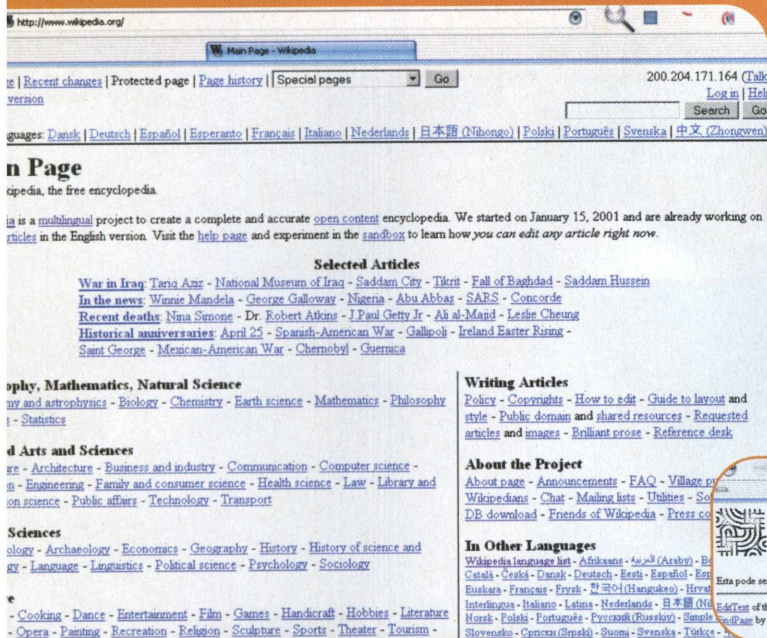 http://www.wikipedia.org/
Main Page - Wikipedia
| Recent changes | Protected page | Page history | Special pages Go 200.204.171.164 (Talk
version Log in | Help
Search Go
guages: Dansk | Deutsch | Español | Esperanto | Français | Italiano | Nederlands | 日本語 (Nihongo) | Polski | Português | Svenska | 中文 (Zhongwen)
n Page
kipedia, the free encyclopedia.
ia is a multilingual project to create a complete and accurate open content encyclopedia. We started on January 15, 2001 and are already working on
rticles in the English version. Visit the help page and experiment in the sandbox to learn how you can edit any article right now.
Selected Articles
War in Iraq: Tariq Aziz - National Museum of Iraq - Saddam City - Tikrit - Fall of Baghdad - Saddam Hussein
In the news: Winnie Mandela - George Galloway - Nigeria - Abu Abbas - SARS - Concorde
Recent deaths: Nina Simone - Dr. Robert Atkins - J.Paul Getty Jr - Ali al-Majid - Leslie Cheung
Historical anniversaries: April 25 - Spanish-American War - Gallipoli - Ireland Easter Rising -
Saint George - Mexican-American War - Chernobyl - Guernica
ophy, Mathematics, Natural Science
my and astrophysics - Biology - Chemistry - Earth science - Mathematics - Philosophy
- Statistics
d Arts and Sciences
re - Architecture - Business and industry - Communication - Computer science -
n - Engineering - Family and consumer science - Health science - Law - Library and
on science - Public affairs - Technology - Transport
Sciences
ology - Archaeology - Economics - Geography - History - History of science and
gy - Language - Linguistics - Political science - Psychology - Sociology
e
- Cooking - Dance - Entertainment - Film - Games - Handicraft - Hobbies - Literature
- Opera - Painting - Recreation - Religion - Sculpture - Sports - Theater - Tourism -
Writing Articles
Policy - Copyrights - How to edit - Guide to layout and
style - Public domain and shared resources - Requested
articles and images - Brilliant prose - Reference desk
About the Project
About page - Announcements - FAQ - Village pu
Wikipedians - Chat - Mailing lists - Utilities - So
DB download - Friends of Wikipedia - Press co
In Other Languages
Wikipedia language list - Afrikaans - العربية (Araby) -
Català - Česká - Dansk - Deutsch - Eesti - Español - Esp
Euskara - Français - Frysk - 한국어 (Hangukeo) - Hrvat
Interlingua - Italiano - Latina - Nederlands - 日本語 (Ni
Norsk - Polski - Português - Русский (Russkiy) - Simple
Slovensko - Српски (Srpski) - Suomi - Svenska - Türkçe -
Esta pode se
EditText of th
FindPage by